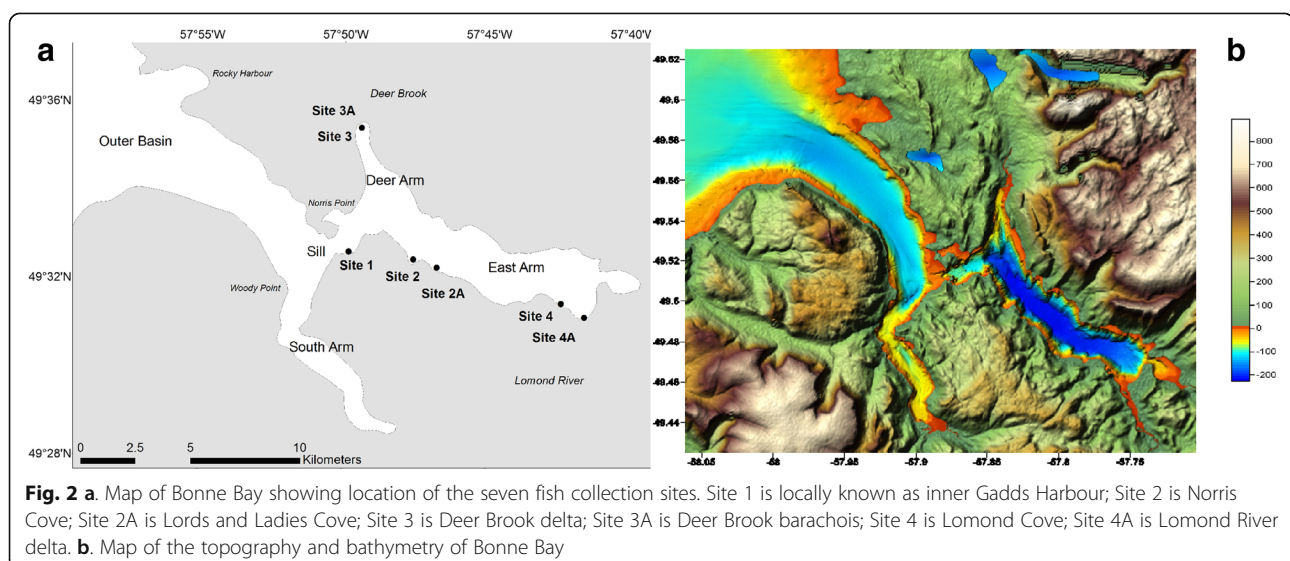 a
57°55'W 57°50'W 57°45'W 57°40'W
49°36'N
49°32'N
49°28'N
Rocky Harbour
Deer Brook
Site 3A
Site 3
Outer Basin
Deer Arm
Norris Point
Sill
Site 1
Site 2
East Arm
Site 2A
Woody Point
Site 4
Site 4A
South Arm
Lomond River
0 2.5 5 10
Kilometers
b
49.6
49.58
49.56
49.54
49.52
49.48
49.44
-58.05 -58 -57.95 -57.9 -57.85 -57.8 -57.75
800
700
600
500
400
300
200
100
0
-100
-200
Fig. 2 a. Map of Bonne Bay showing location of the seven fish collection sites. Site 1 is locally known as inner Gadds Harbour; Site 2 is Norris
Cove; Site 2A is Lords and Ladies Cove; Site 3 is Deer Brook delta; Site 3A is Deer Brook barachois; Site 4 is Lomond Cove; Site 4A is Lomond River
delta. b. Map of the topography and bathymetry of Bonne Bay